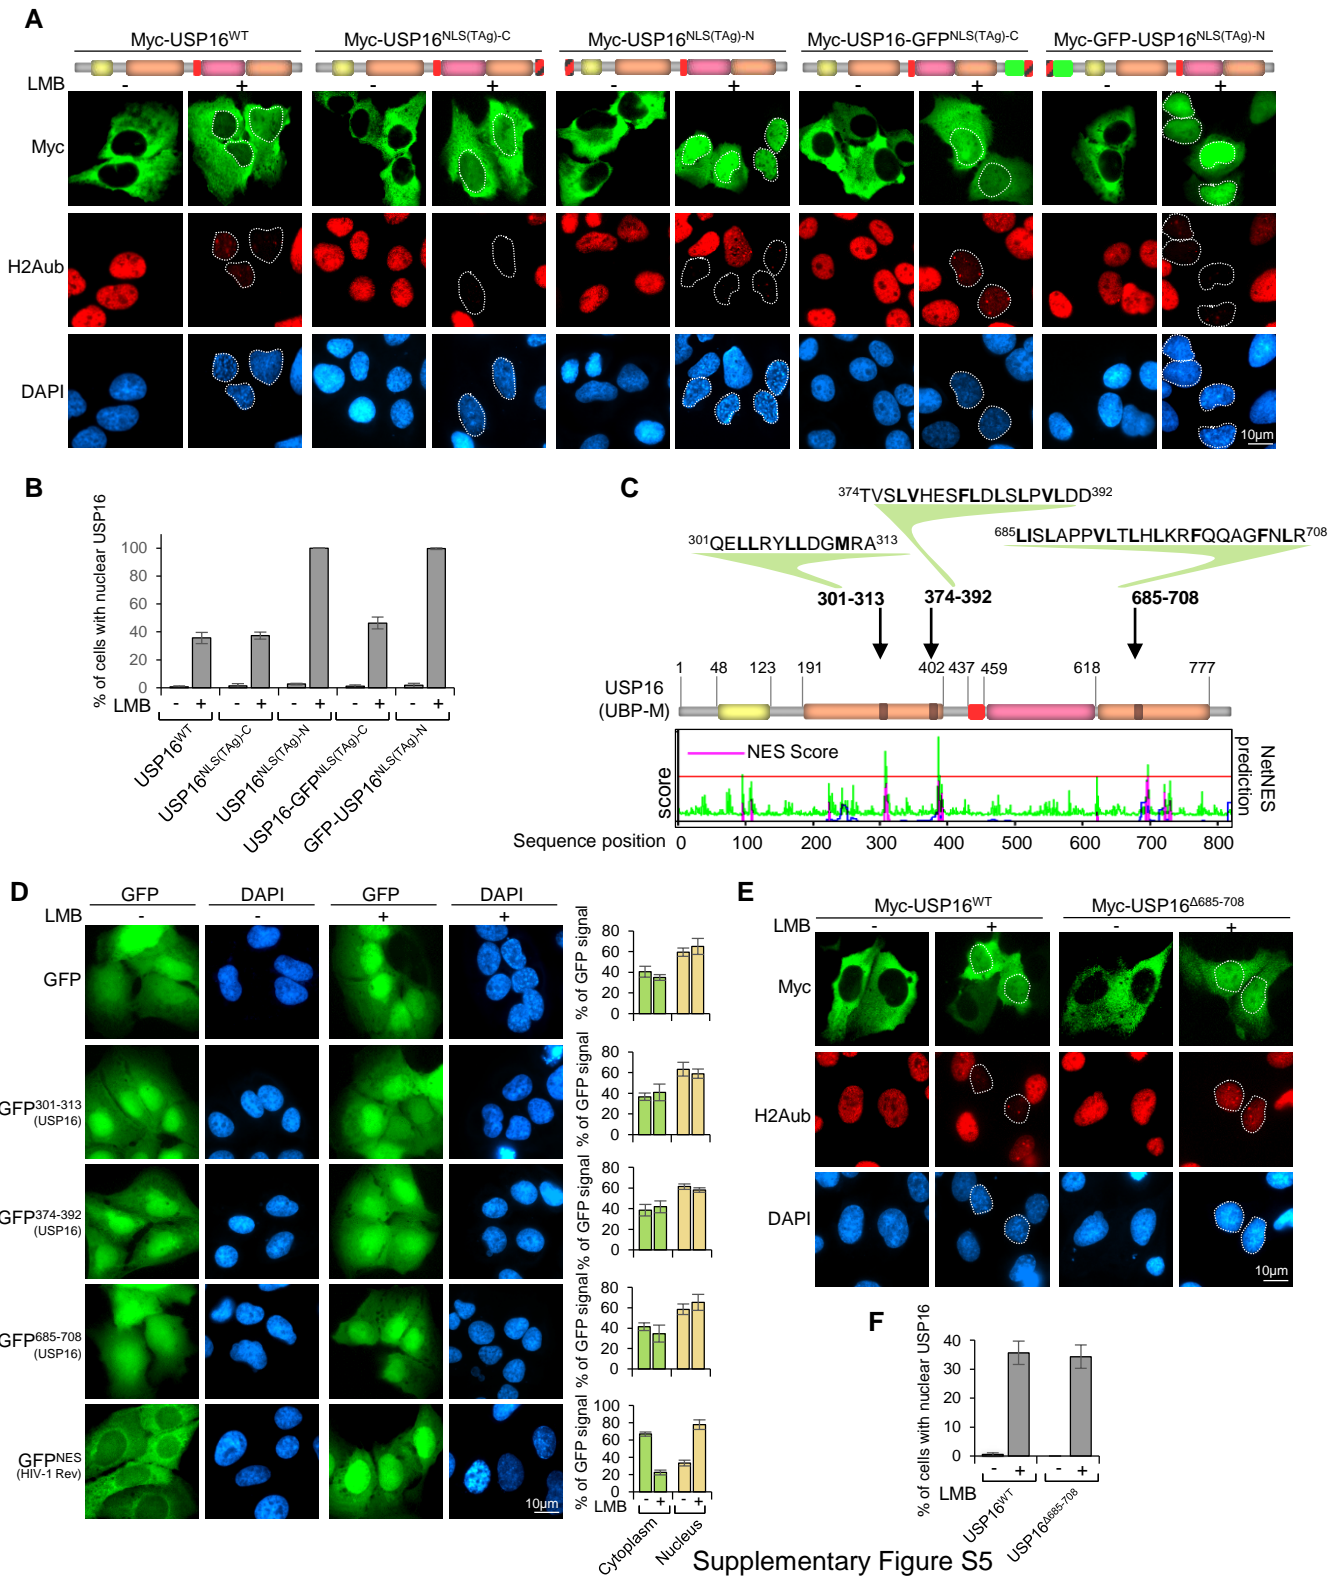 A
Myc-USP16WT Myc-USP16NLS(TAg)-C Myc-USP16NLS(TAg)-N Myc-USP16-GFPNLS(TAg)-C Myc-GFP-USP16NLS(TAg)-N
LMB - + - + - + - + - +
Myc
H2Aub
DAPI
10µm
B
% of cells with nuclear USP16
100
80
60
40
20
0
LMB - + - + - + - + - +
USP16WT
USP16NLS(TAg)-C
USP16NLS(TAg)-N
USP16-GFPNLS(TAg)-C
GFP-USP16NLS(TAg)-N
C
374TVSLVHESFLDLSLPVLDD392
301QELLRYLLDGMRA313
685LISLAPPVLTLHLKRFQQAGFNLR708
301-313 374-392 685-708
1 48 123 191 402 437 459 618 777
USP16
(UBP-M)
NES Score
score
NetNES
prediction
Sequence position 0 100 200 300 400 500 600 700 800
D
GFP DAPI GFP DAPI
LMB - - + +
GFP
GFP301-313
(USP16)
GFP374-392
(USP16)
GFP685-708
(USP16)
GFPNES
(HIV-1 Rev)
10µm
% of GFP signal
80
60
40
20
0
% of GFP signal
80
60
40
20
0
% of GFP signal
80
60
40
20
0
% of GFP signal
80
60
40
20
0
% of GFP signal
100
80
60
40
20
0
LMB - + - +
Cytoplasm
Nucleus
E
Myc-USP16WT Myc-USP16Δ685-708
LMB - + - +
Myc
H2Aub
DAPI
10µm
F
% of cells with nuclear USP16
40
30
20
10
0
LMB - + - +
USP16WT
USP16Δ685-708
Supplementary Figure S5